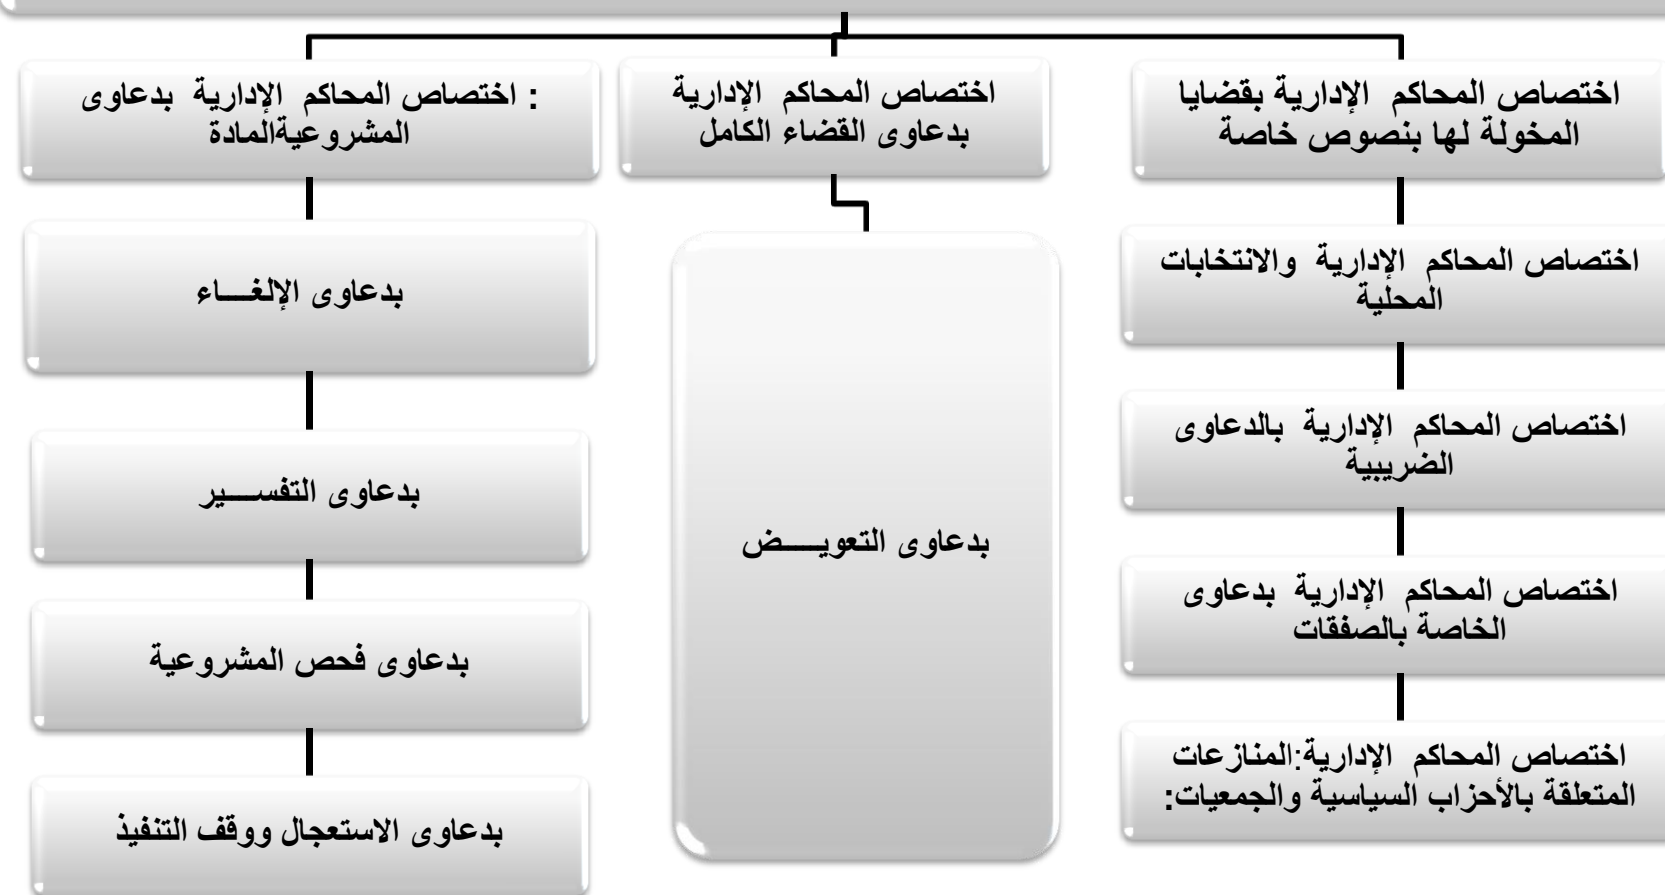 اختصاص المحاكم الإدارية بقضايا
المخولة لها بنصوص خاصة
اختصاص المحاكم الإدارية والانتخابات
المحلية
اختصاص المحاكم الإدارية بالدعاوى
الضريبية
اختصاص المحاكم الإدارية بدعاوى
الخاصة بالصفقات
اختصاص المحاكم الإدارية:المنازعات
المتعلقة بالأحزاب السياسية والجمعيات:
اختصاص المحاكم الإدارية
بدعاوى القضاء الكامل
بدعاوى التعويـــــض
: اختصاص المحاكم الإدارية بدعاوى
المشروعيةالمادة
بدعاوى الإلغـــاء
بدعاوى التفســـير
بدعاوى فحص المشروعية
بدعاوى الاستعجال ووقف التنفيذ